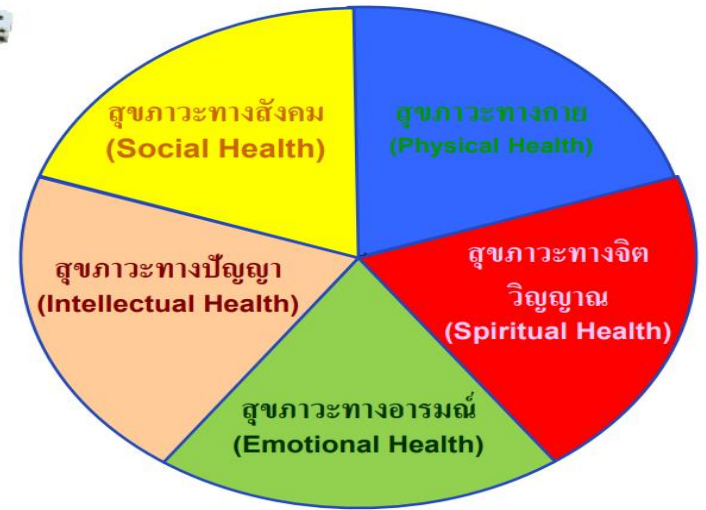 สุขภาวะทางสังคม
(Social Health)
สุขภาวะทางกาย
(Physical Health)
สุขภาวะทางจิต
วิญญาณ
(Spiritual Health)
สุขภาวะทางอารมณ์
(Emotional Health)
สุขภาวะทางปัญญา
(Intellectual Health)